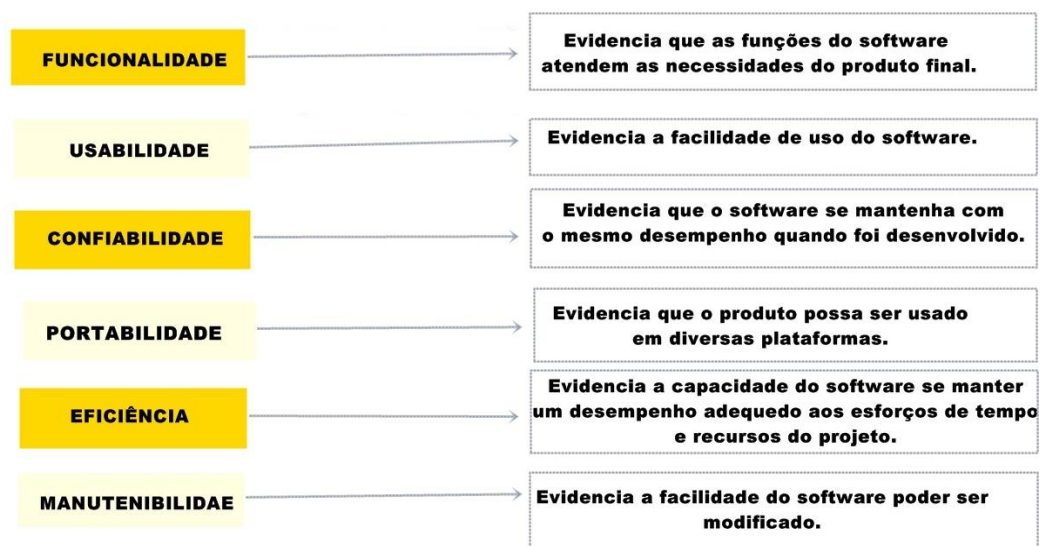 FUNCIONALIDADE
Evidencia que as funções do software
atendem as necessidades do produto final.
USABILIDADE
Evidencia a facilidade de uso do software.
CONFIABILIDADE
Evidencia que o software se mantenha com
o mesmo desempenho quando foi desenvolvido.
PORTABILIDADE
Evidencia que o produto possa ser usado
em diversas plataformas.
EFICIÊNCIA
Evidencia a capacidade do software se manter
um desempenho adequedo aos esforços de tempo
e recursos do projeto.
MANUTENIBILIDAE
Evidencia a facilidade do software poder ser
modificado.